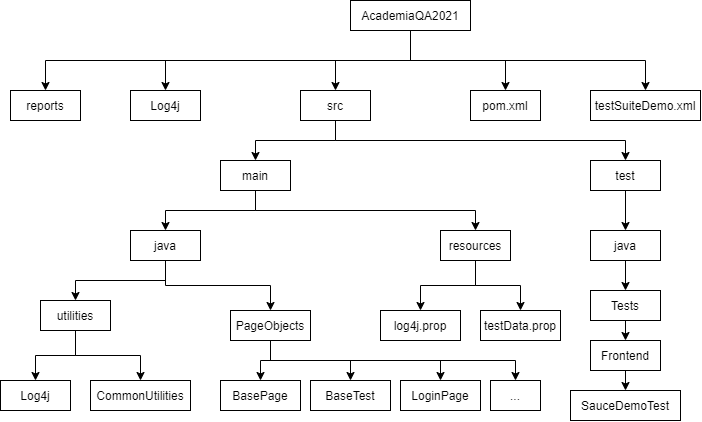 AcademiaQA2021
reports
Log4j
src
pom.xml
testSuiteDemo.xml
main
test
java
resources
java
utilities
PageObjects
log4j.prop
testData.prop
Tests
Frontend
Log4j
CommonUtilities
BasePage
BaseTest
LoginPage
...
SauceDemoTest